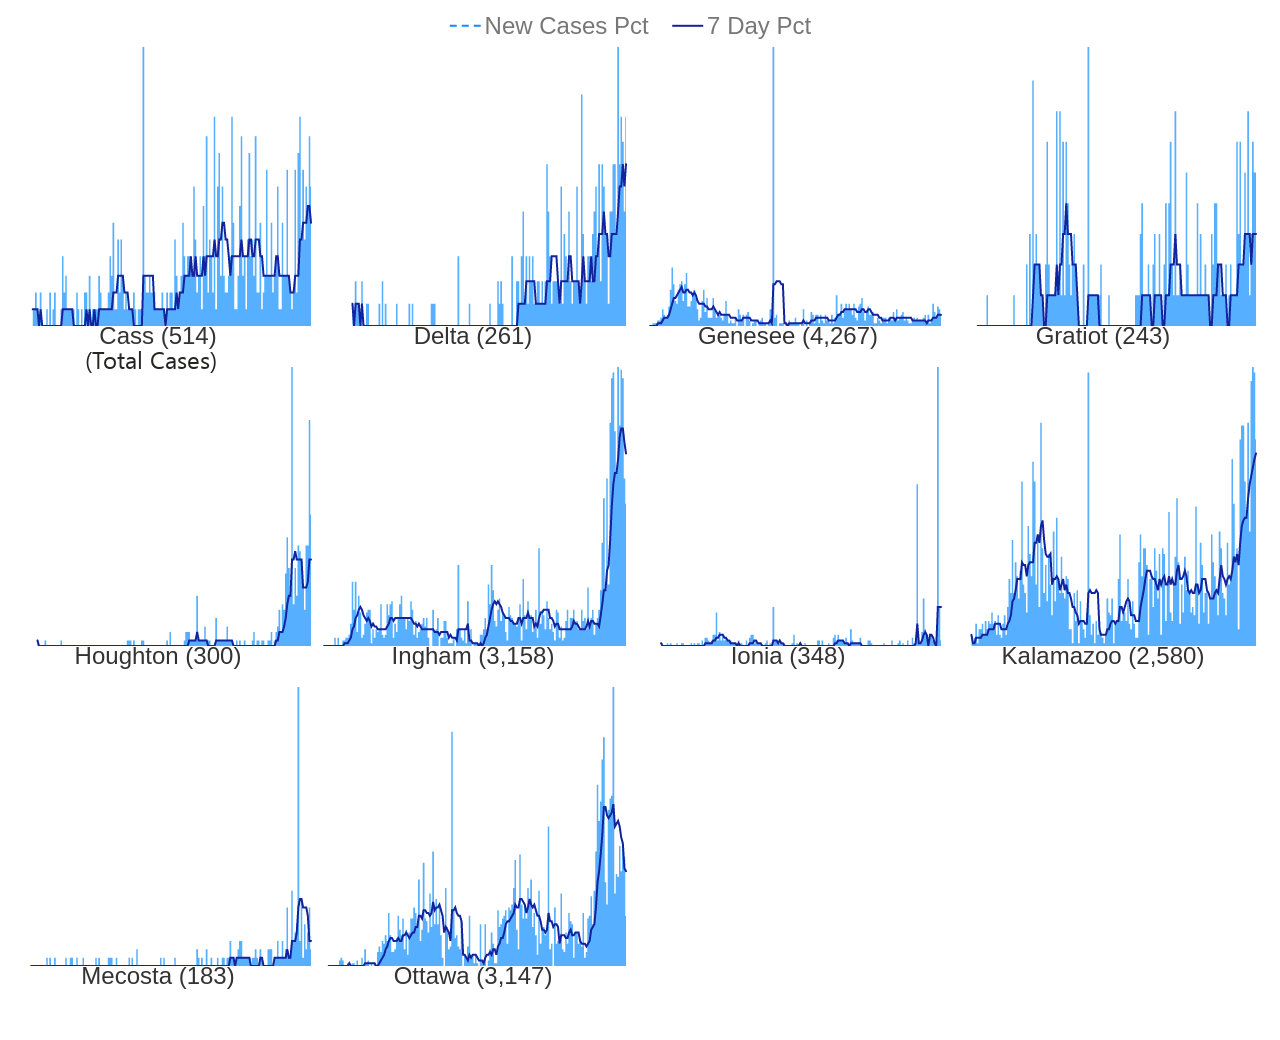 New Cases Pct 7 Day Pct
Cass (514) Delta (261) Genesee (4,267) Gratiot (243)
(Total Cases)
Houghton (300) Ingham (3,158) Ionia (348) Kalamazoo (2,580)
Mecosta (183) Ottawa (3,147)